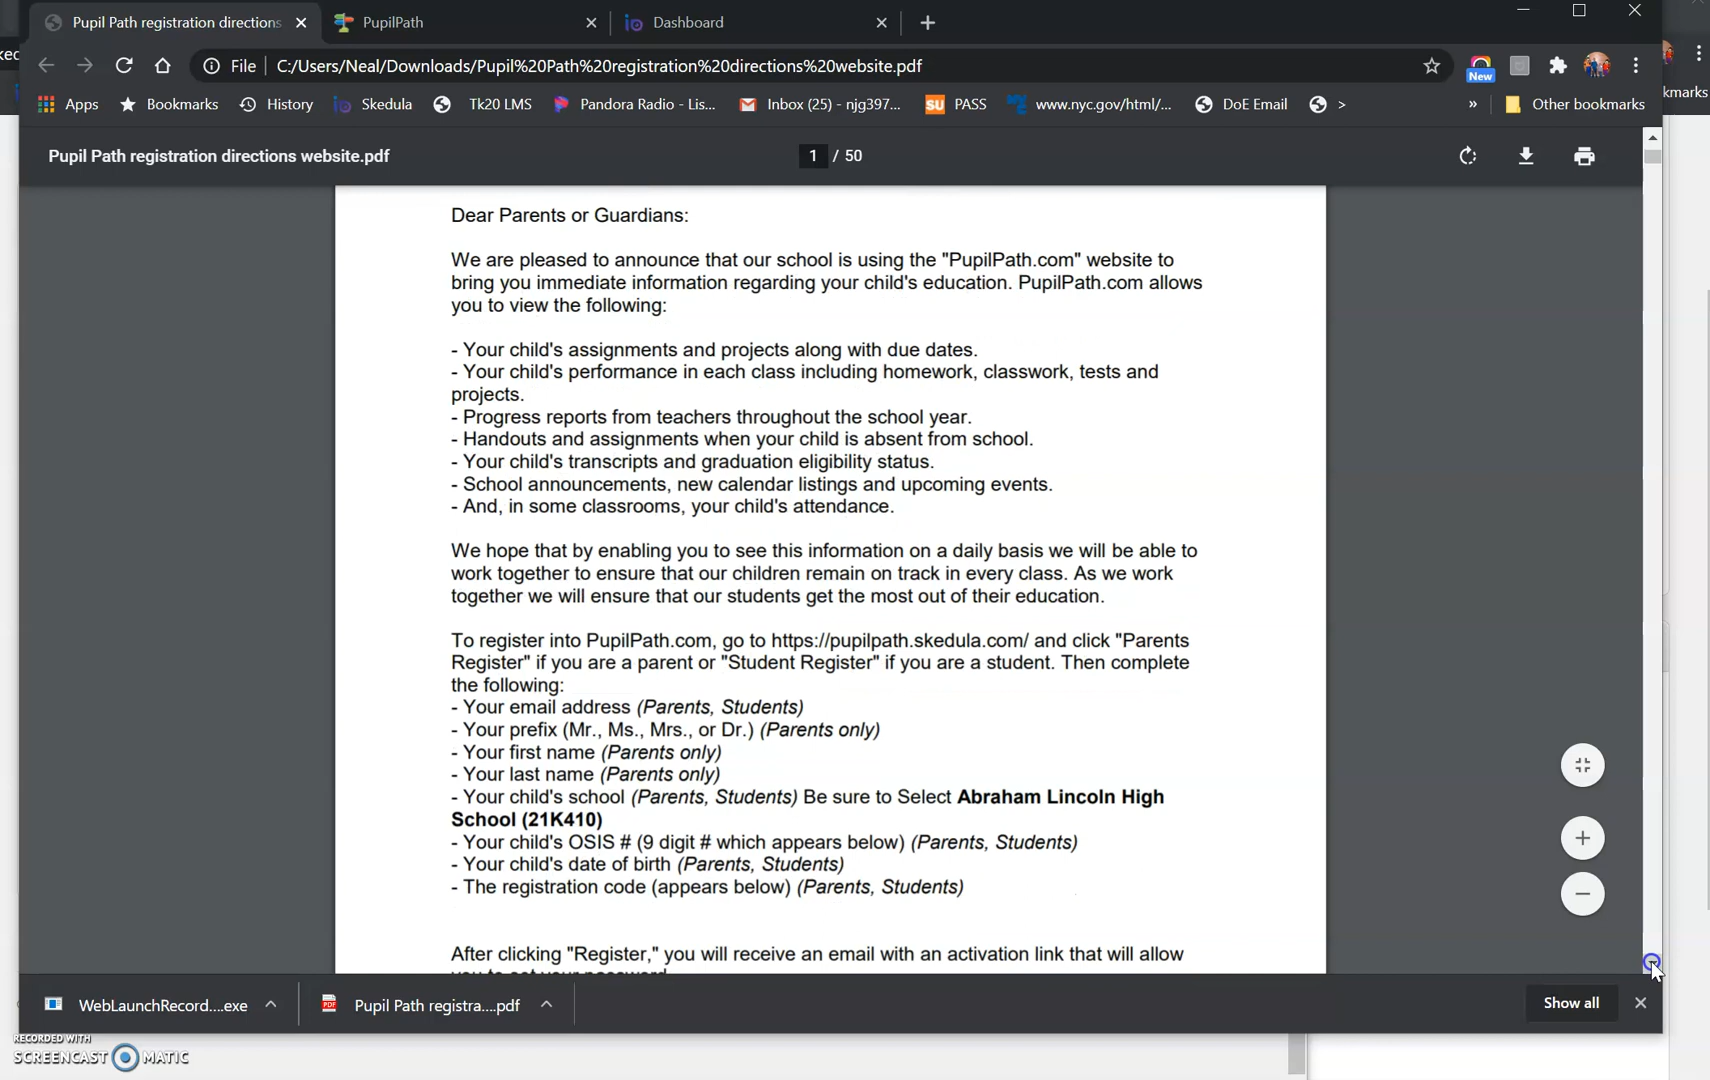 Pupil Path registration directions
PupilPath
Dashboard
File
C:/Users/Neal/Downloads/Pupil%20Path%20registration%20directions%20website.pdf
New
Apps
Bookmarks
History
Skedula
Tk20 LMS
Pandora Radio - Lis...
Inbox (25) - njg397...
SU PASS
www.nyc.gov/html/...
DoE Email
>
»
Other bookmarks
kmarks
Pupil Path registration directions website.pdf
1 / 50
Dear Parents or Guardians:
We are pleased to announce that our school is using the "PupilPath.com" website to
bring you immediate information regarding your child's education. PupilPath.com allows
you to view the following:
- Your child's assignments and projects along with due dates.
- Your child's performance in each class including homework, classwork, tests and
projects.
- Progress reports from teachers throughout the school year.
- Handouts and assignments when your child is absent from school.
- Your child's transcripts and graduation eligibility status.
- School announcements, new calendar listings and upcoming events.
- And, in some classrooms, your child's attendance.
We hope that by enabling you to see this information on a daily basis we will be able to
work together to ensure that our children remain on track in every class. As we work
together we will ensure that our students get the most out of their education.
To register into PupilPath.com, go to https://pupilpath.skedula.com/ and click "Parents
Register" if you are a parent or "Student Register" if you are a student. Then complete
the following:
- Your email address (Parents, Students)
- Your prefix (Mr., Ms., Mrs., or Dr.) (Parents only)
- Your first name (Parents only)
- Your last name (Parents only)
- Your child's school (Parents, Students) Be sure to Select Abraham Lincoln High
School (21K410)
- Your child's OSIS # (9 digit # which appears below) (Parents, Students)
- Your child's date of birth (Parents, Students)
- The registration code (appears below) (Parents, Students)
After clicking "Register," you will receive an email with an activation link that will allow
you to set your password
WebLaunchRecord....exe
Pupil Path registra....pdf
Show all
RECORDED WITH
SCREENCAST MATIC